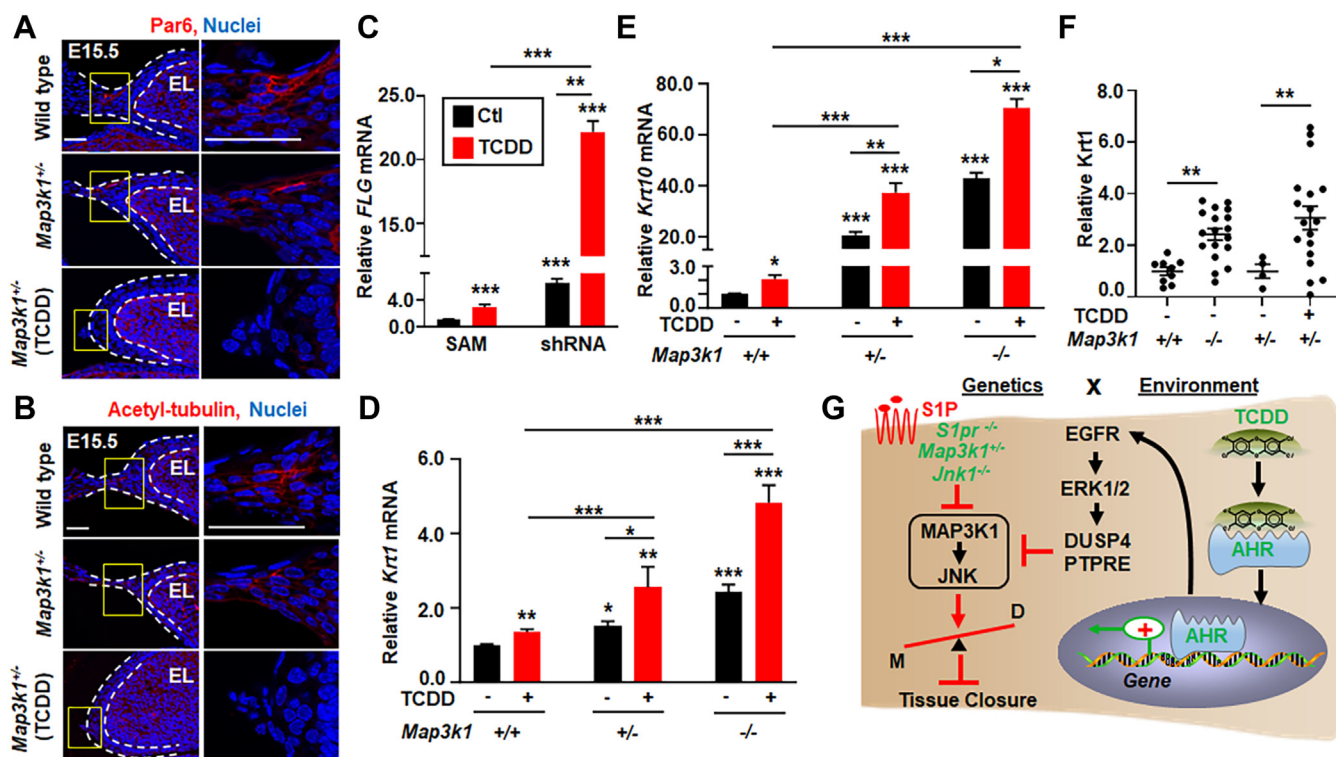 A
Par6, Nuclei
E15.5
EL
Wild type
EL
Map3k1+/-
EL
Map3k1+/-
(TCDD)
B
Acetyl-tubulin, Nuclei
E15.5
EL
Wild type
EL
Map3k1+/-
EL
Map3k1+/-
(TCDD)
C
Relative FLG mRNA
25.0
22.0
15.0
4.0
0.0
Ctl
TCDD
***
***
***
**
***
SAM
shRNA
D
Relative Krt1 mRNA
6.0
4.0
2.0
0.0
**
*
**
*
***
***
***
***
***
TCDD - + - + - +
Map3k1 +/+ +/- -/-
E
Relative Krt10 mRNA
80.0
60.0
40.0
20.0
3.0
0.0
*
***
***
**
***
***
***
*
***
TCDD - + - + - +
Map3k1 +/+ +/- -/-
F
Relative Krt1
8.0
6.0
4.0
2.0
0.0
**
**
TCDD - - - +
Map3k1 +/+ -/- +/- +/-
G
Genetics x Environment
S1P
S1pr -/-
Map3k1+/-
Jnk1-/-
MAP3K1
JNK
M
D
Tissue Closure
EGFR
ERK1/2
DUSP4
PTPRE
TCDD
AHR
+
AHR
Gene